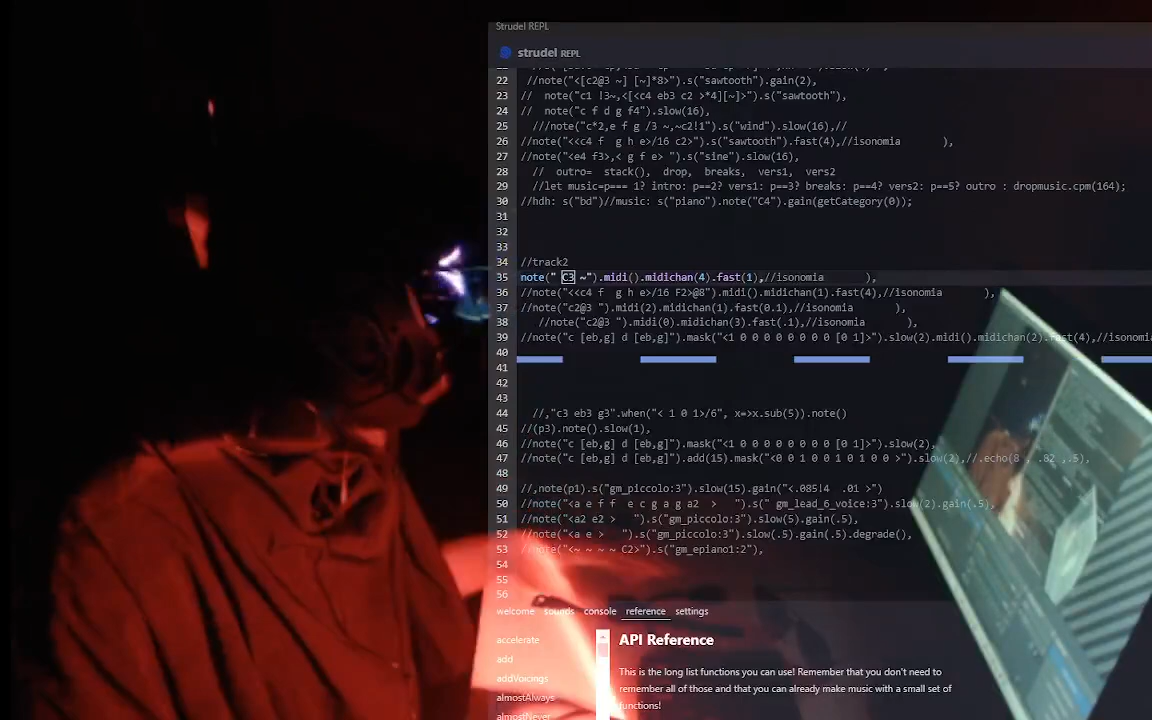 Strudel REPL
strudel REPL
22 //note("<[c2@3 ~] [~]*8>").s("sawtooth").gain(2),
23 //  note("c1 !3~,<[<c4 eb3 c2 >*4][~]>").s("sawtooth"),
24 //  note("c f d g f4").slow(16),
25 ///note("c*2,e f g /3 ~,~c2!1").s("wind").slow(16),//
26 //note("<<c4 f  g h e>/16 c2>").s("sawtooth").fast(4),//isonomia       ),
27 //note("<e4 f3>,< g f e> ").s("sine").slow(16),
28 //  outro=  stack(),  drop,  breaks,  vers1,  vers2
29 //let music=p=== 1? intro: p==2? vers1: p==3? breaks: p==4? vers2: p==5? outro : dropmusic.cpm(164);
30 //hdh: s("bd")//music: s("piano").note("C4").gain(getCategory(0));
31
32
33
34 //track2
35 note(" C3 ~").midi().midichan(4).fast(1),//isonomia       ),
36 //note("<<c4 f  g h e>/16 F2>@8").midi().midichan(1).fast(4),//isonomia       ),
37 //note("c2@3 ").midi(2).midichan(1).fast(0.1),//isonomia       ),
38 //note("c2@3 ").midi(0).midichan(3).fast(.1),//isonomia       ),
39 //note("c [eb,g] d [eb,g]").mask("<1 0 0 0 0 0 0 0 [0 1]>").slow(2).midi().midichan(2).fast(4),//isonomia
40
41
42
43
44 //,"c3 eb3 g3".when("< 1 0 1>/6", x=>x.sub(5)).note()
45 //(p3).note().slow(1),
46 //note("c [eb,g] d [eb,g]").mask("<1 0 0 0 0 0 0 0 [0 1]>").slow(2),
47 //note("c [eb,g] d [eb,g]").add(15).mask("<0 0 1 0 0 1 0 1 0 0 >").slow(2),//.echo(8 , .82 ,.5),
48
49 //,note(p1).s("gm_piccolo:3").slow(15).gain("<.085!4  .01 >")
50 //note("<a e f f  e c g a g a2  >   ").s(" gm_lead_6_voice:3").slow(2).gain(.5),
51 //note("<a2 e2 >   ").s("gm_piccolo:3").slow(5).gain(.5),
52 //note("<a e >   ").s("gm_piccolo:3").slow(.5).gain(.5).degrade(),
53 //note("<~ ~ ~ ~ C2>").s("gm_epiano1:2"),
54
55
56
welcome sounds console reference settings
accelerate
add
addVoicings
almostAlways
almostNever
API Reference
This is the long list functions you can use! Remember that you don't need to
remember all of those and that you can already make music with a small set of
functions!